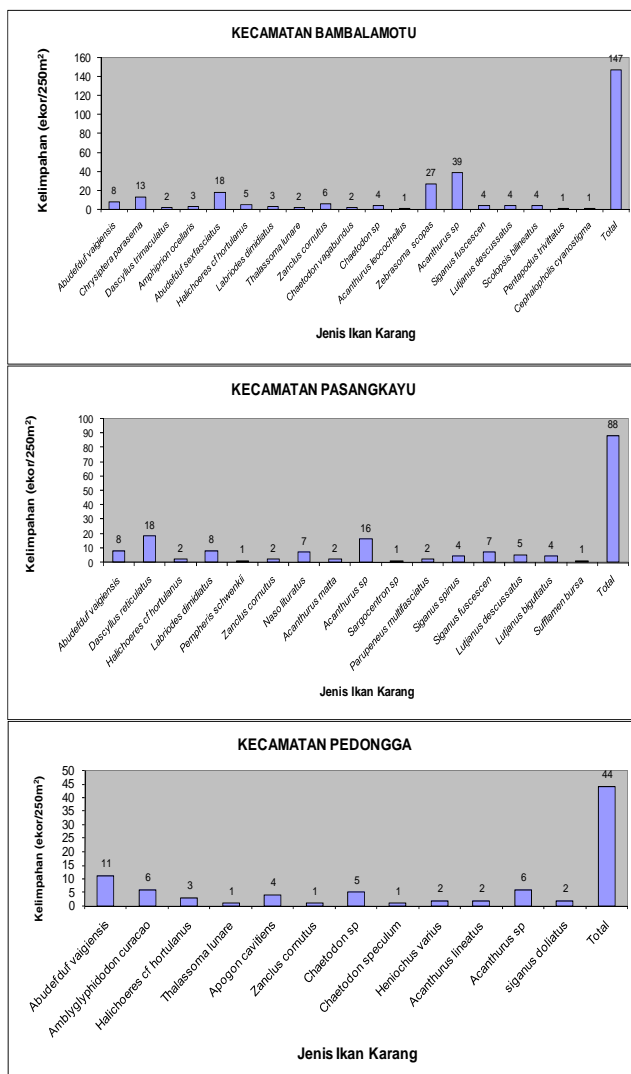 KECAMATAN BAMBALAMOTU
Kelimpahan (ekor/250m²)
160
140
120
100
80
60
40
20
0
8
13
2
3
18
5
3
2
6
2
4
1
27
39
4
4
4
1
1
147
Abudefduf vaigiensis
Chrysiptera parasema
Dascyllus trimaculatus
Amphiprion ocellaris
Abudefduf sexfasciatus
Halichoeres cf hortulanus
Labriodes dimidiatus
Thalassoma lunare
Zanclus cornutus
Chaetodon vagabundus
Chaetodon sp
Acanthurus leocochellus
Zebrasoma scopas
Acanthurus sp
Siganus fuscescen
Lutjanus descussatus
Scolopsis bilineatus
Pentapodus trivittatus
Cephalopholis cyanostigma
Total
Jenis Ikan Karang
KECAMATAN PASANGKAYU
Kelimpahan (ekor/250m²)
100
90
80
70
60
50
40
30
20
10
0
8
18
2
8
1
2
7
2
16
1
2
4
7
5
4
1
88
Abudefduf vaigiensis
Dascyllus reticulatus
Halichoeres cf hortulanus
Labriodes dimidiatus
Pempheris schwenkii
Zanclus cornutus
Naso lituratus
Acanthurus matta
Acanthurus sp
Sargocentron sp
Parupeneus multifasciatus
Siganus spinus
Siganus fuscescen
Lutjanus descussatus
Lutjanus biguttatus
Sufflamen bursa
Total
Jenis Ikan Karang
KECAMATAN PEDONGGA
Kelimpahan (ekor/250m²)
50
45
40
35
30
25
20
15
10
5
0
11
6
3
1
4
1
5
1
2
2
6
2
44
Abudefduf vaigiensis
Amblyglyphidodon curacao
Halichoeres cf hortulanus
Thalassoma lunare
Apogon caviliens
Zanclus cornutus
Chaetodon sp
Chaetodon speculum
Heniochus varius
Acanthurus lineatus
Acanthurus sp
siganus doliatus
Total
Jenis Ikan Karang